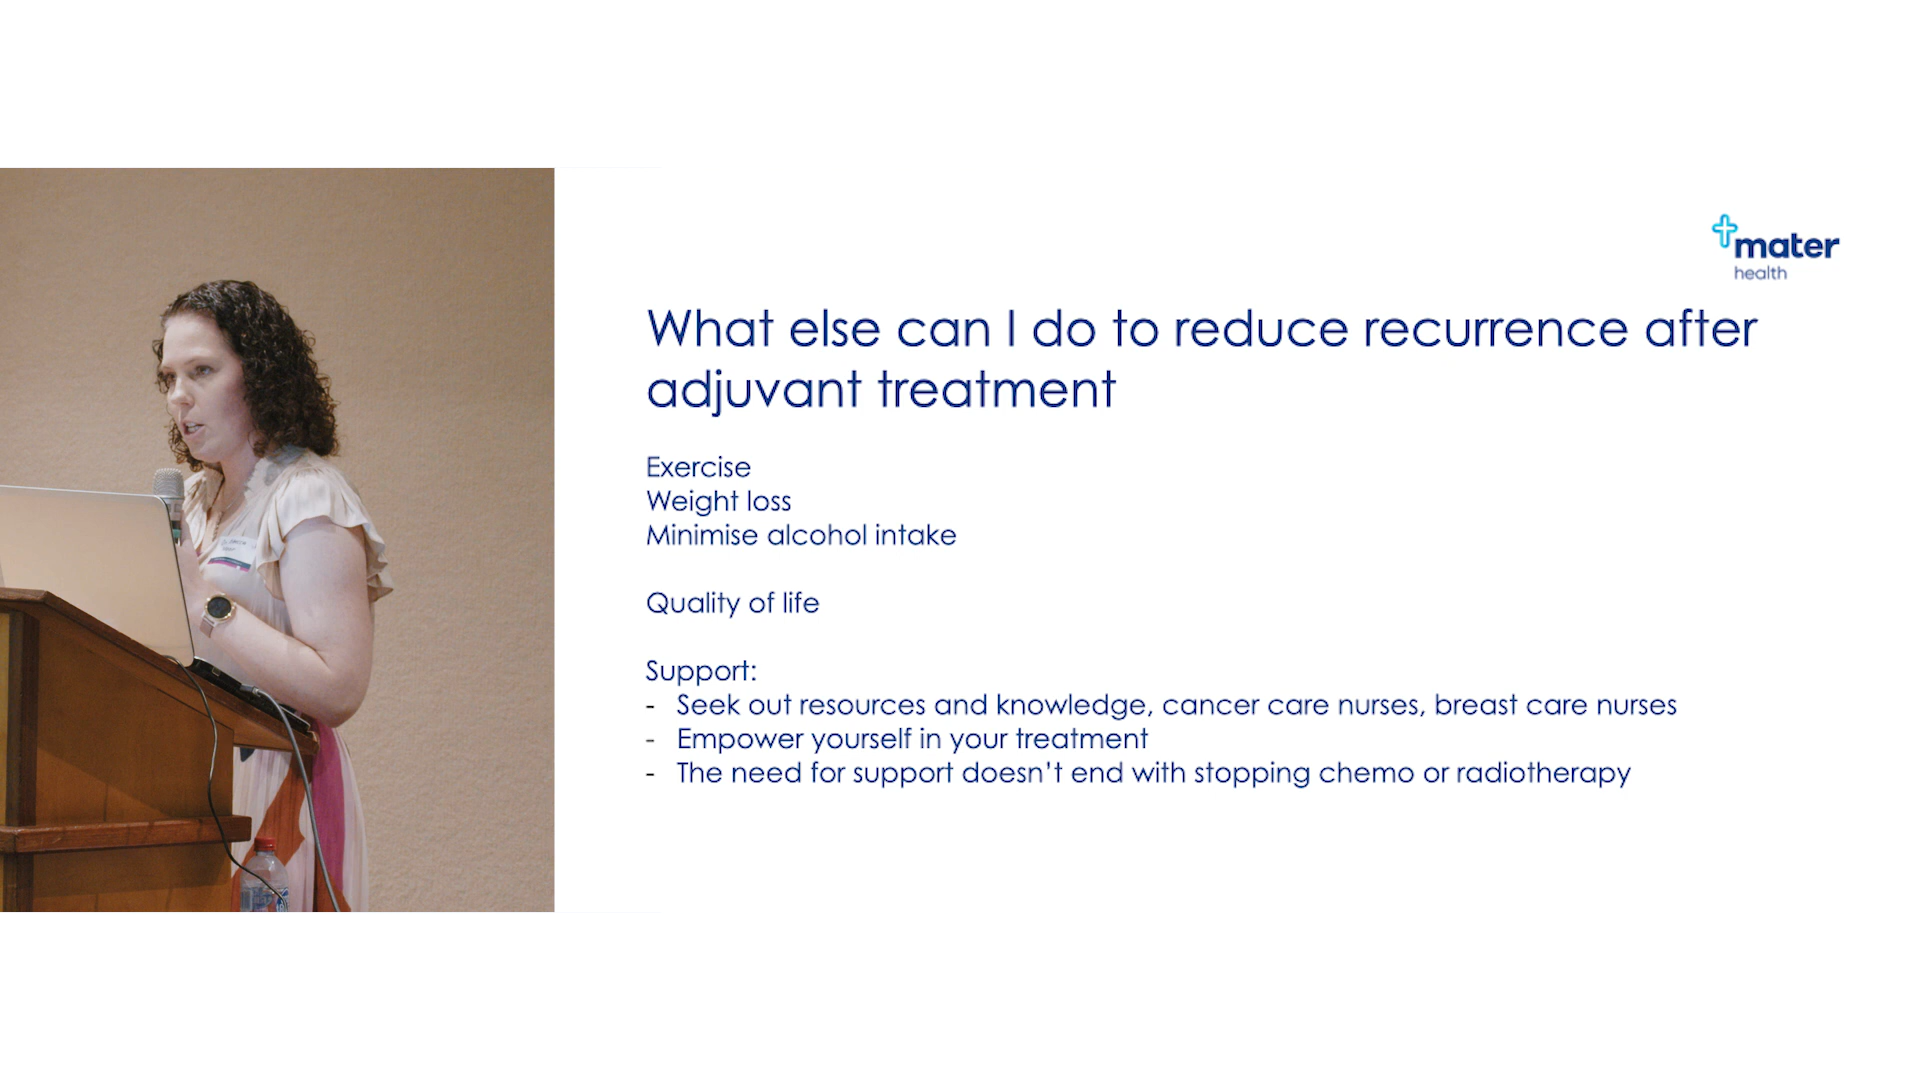 mater
health
What else can I do to reduce recurrence after
adjuvant treatment
Exercise
Weight loss
Minimise alcohol intake
Quality of life
Support:
- Seek out resources and knowledge, cancer care nurses, breast care nurses
- Empower yourself in your treatment
- The need for support doesn't end with stopping chemo or radiotherapy